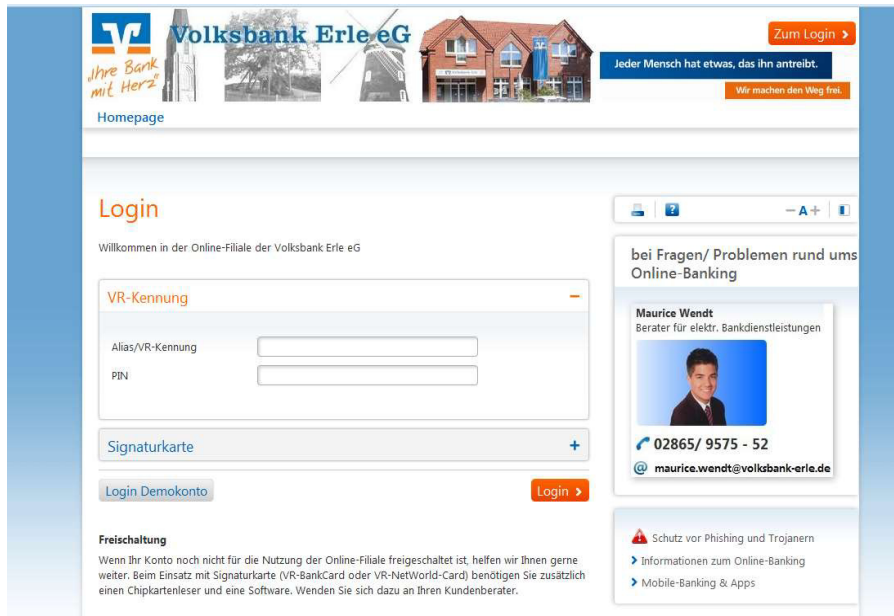 Volksbank Erle eG
Zum Login
„Ihre Bank
mit Herz"
Jeder Mensch hat etwas, das ihn antreibt.
Wir machen den Weg frei.
Homepage
Login
Willkommen in der Online-Filiale der Volksbank Erle eG
VR-Kennung
Alias/VR-Kennung
PIN
Signaturkarte
Login Demokonto
Login
Freischaltung
Wenn Ihr Konto noch nicht für die Nutzung der Online-Filiale freigeschaltet ist, helfen wir Ihnen gerne
weiter. Beim Einsatz mit Signaturkarte (VR-BankCard oder VR-NetWorld-Card) benötigen Sie zusätzlich
einen Chipkartenleser und eine Software. Wenden Sie sich dazu an Ihren Kundenberater.
? − A +
bei Fragen/ Problemen rund ums
Online-Banking
Maurice Wendt
Berater für elektr. Bankdienstleistungen
02865/ 9575 - 52
@ maurice.wendt@volksbank-erle.de
Schutz vor Phishing und Trojanern
Informationen zum Online-Banking
Mobile-Banking & Apps